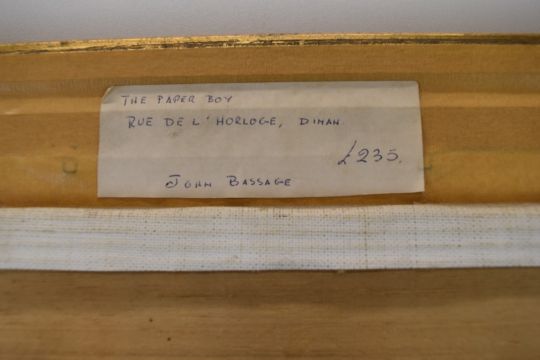 THE PAPER BOY
RUE DE L'HORLOGE, DINAN
£235.
JOHN BASSAGE